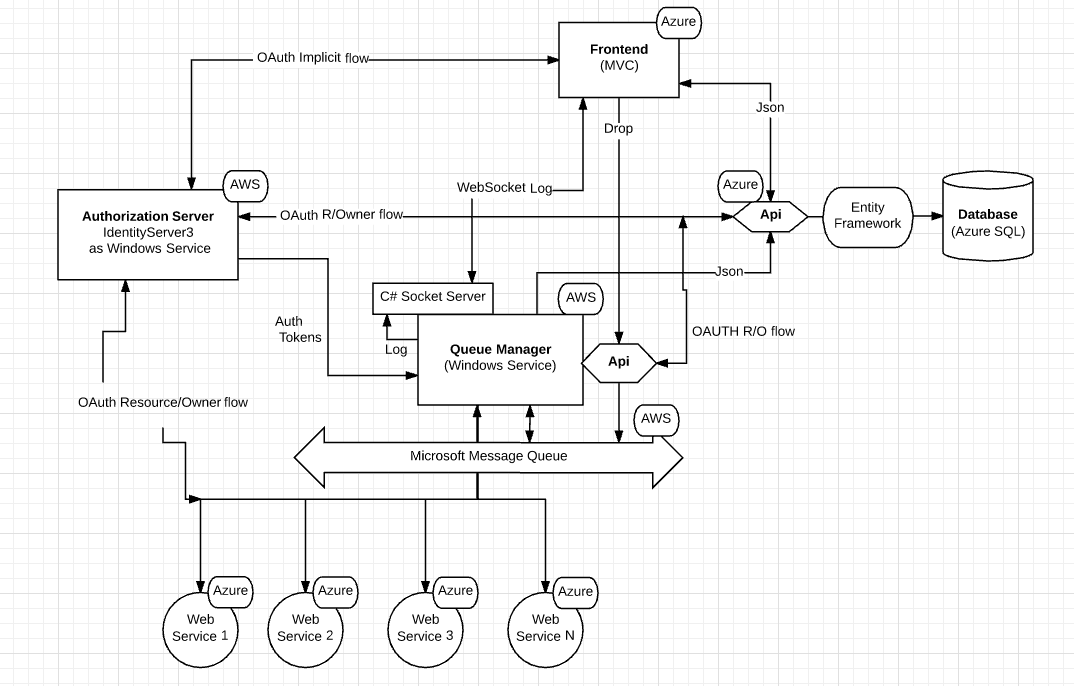 Azure
Frontend
(MVC)
OAuth Implicit flow
Json
Drop
AWS
Azure
WebSocket Log
Authorization Server
IdentityServer3
as Windows Service
OAuth R/Owner flow
Api
Entity
Framework
Database
(Azure SQL)
Json
C# Socket Server
AWS
Auth
Tokens
Log
Queue Manager
(Windows Service)
Api
OAUTH R/O flow
OAuth Resource/Owner flow
AWS
Microsoft Message Queue
Azure
Azure
Azure
Azure
Web
Service 1
Web
Service 2
Web
Service 3
Web
Service N